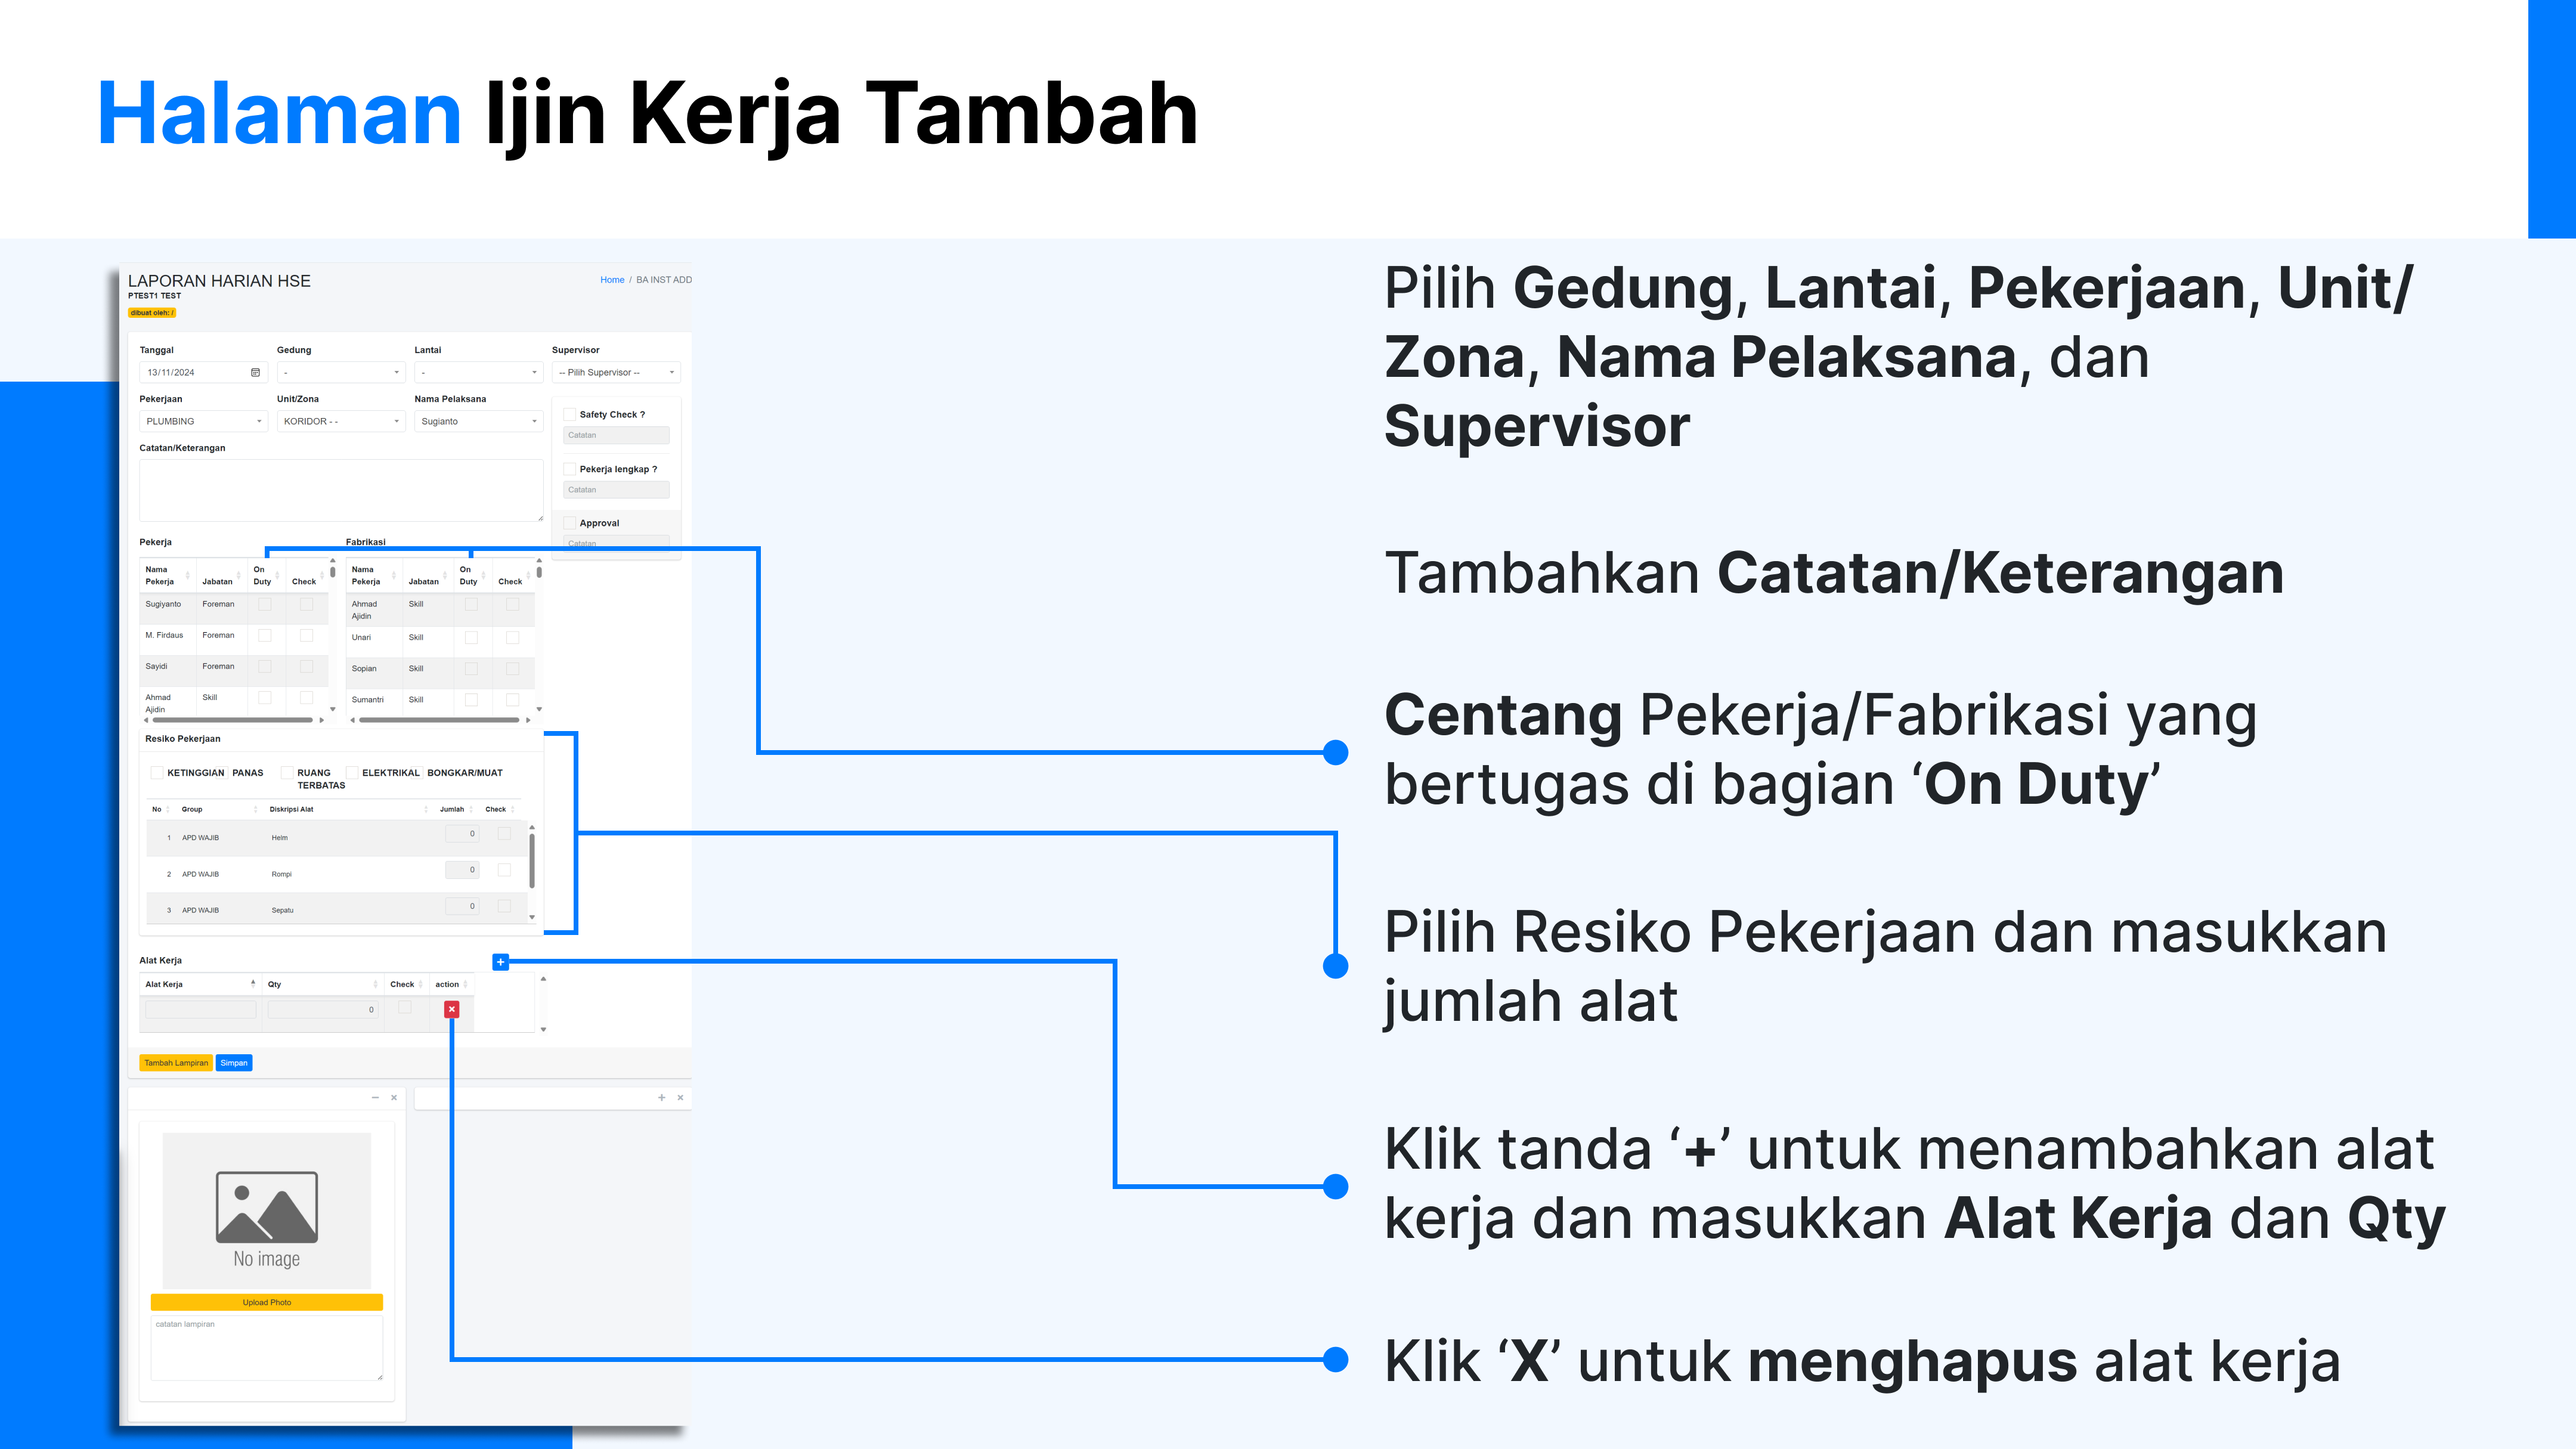 Halaman Ijin Kerja Tambah
LAPORAN HARIAN HSE
Home / BA INST ADD
PTEST1 TEST
dibuat oleh: /
Tanggal Gedung Lantai Supervisor
13/11/2024 - - -- Pilih Supervisor --
Pekerjaan Unit/Zona Nama Pelaksana
PLUMBING KORIDOR - - Sugianto
Safety Check ?
Catatan
Catatan/Keterangan
Pekerja lengkap ?
Catatan
Approval
Catatan
Pekerja Fabrikasi
Nama Pekerja Jabatan On Duty Check
Sugiyanto Foreman
M. Firdaus Foreman
Sayidi Foreman
Ahmad Ajidin Skill
Nama Pekerja Jabatan On Duty Check
Ahmad Ajidin Skill
Unari Skill
Sopian Skill
Sumantri Skill
Resiko Pekerjaan
KETINGGIAN PANAS RUANG TERBATAS ELEKTRIKAL BONGKAR/MUAT
No Group Diskripsi Alat Jumlah Check
1 APD WAJIB Helm 0
2 APD WAJIB Rompi 0
3 APD WAJIB Sepatu 0
Alat Kerja +
Alat Kerja Qty Check action
0 x
Tambah Lampiran Simpan
No image
Upload Photo
catatan lampiran
Pilih Gedung, Lantai, Pekerjaan, Unit/
Zona, Nama Pelaksana, dan
Supervisor
Tambahkan Catatan/Keterangan
Centang Pekerja/Fabrikasi yang
bertugas di bagian ‘On Duty’
Pilih Resiko Pekerjaan dan masukkan
jumlah alat
Klik tanda ‘+’ untuk menambahkan alat
kerja dan masukkan Alat Kerja dan Qty
Klik ‘X’ untuk menghapus alat kerja